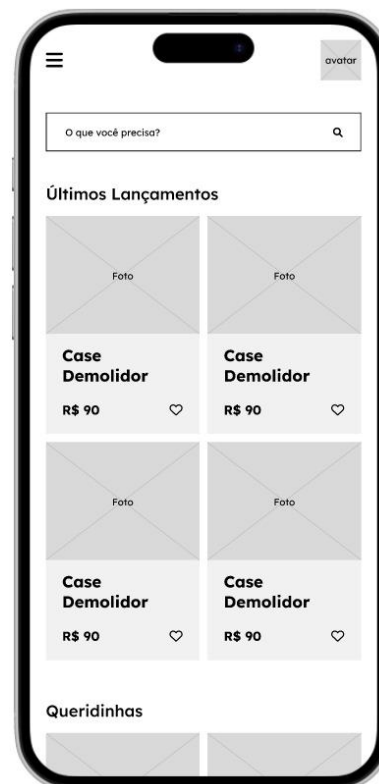 avatar
O que você precisa?
Últimos Lançamentos
Foto
Foto
Case
Demolidor
R$ 90
Case
Demolidor
R$ 90
Foto
Foto
Case
Demolidor
R$ 90
Case
Demolidor
R$ 90
Queridinhas